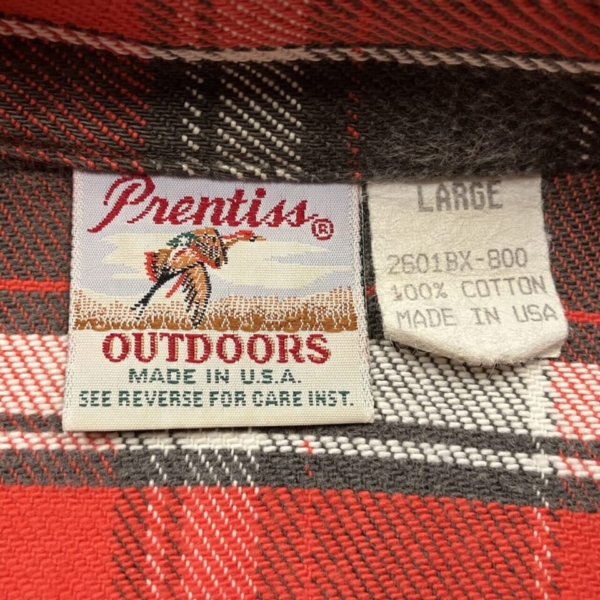 Prentiss®
OUTDOORS
MADE IN U.S.A.
SEE REVERSE FOR CARE INST.
LARGE
2601BX-800
100% COTTON
MADE IN USA